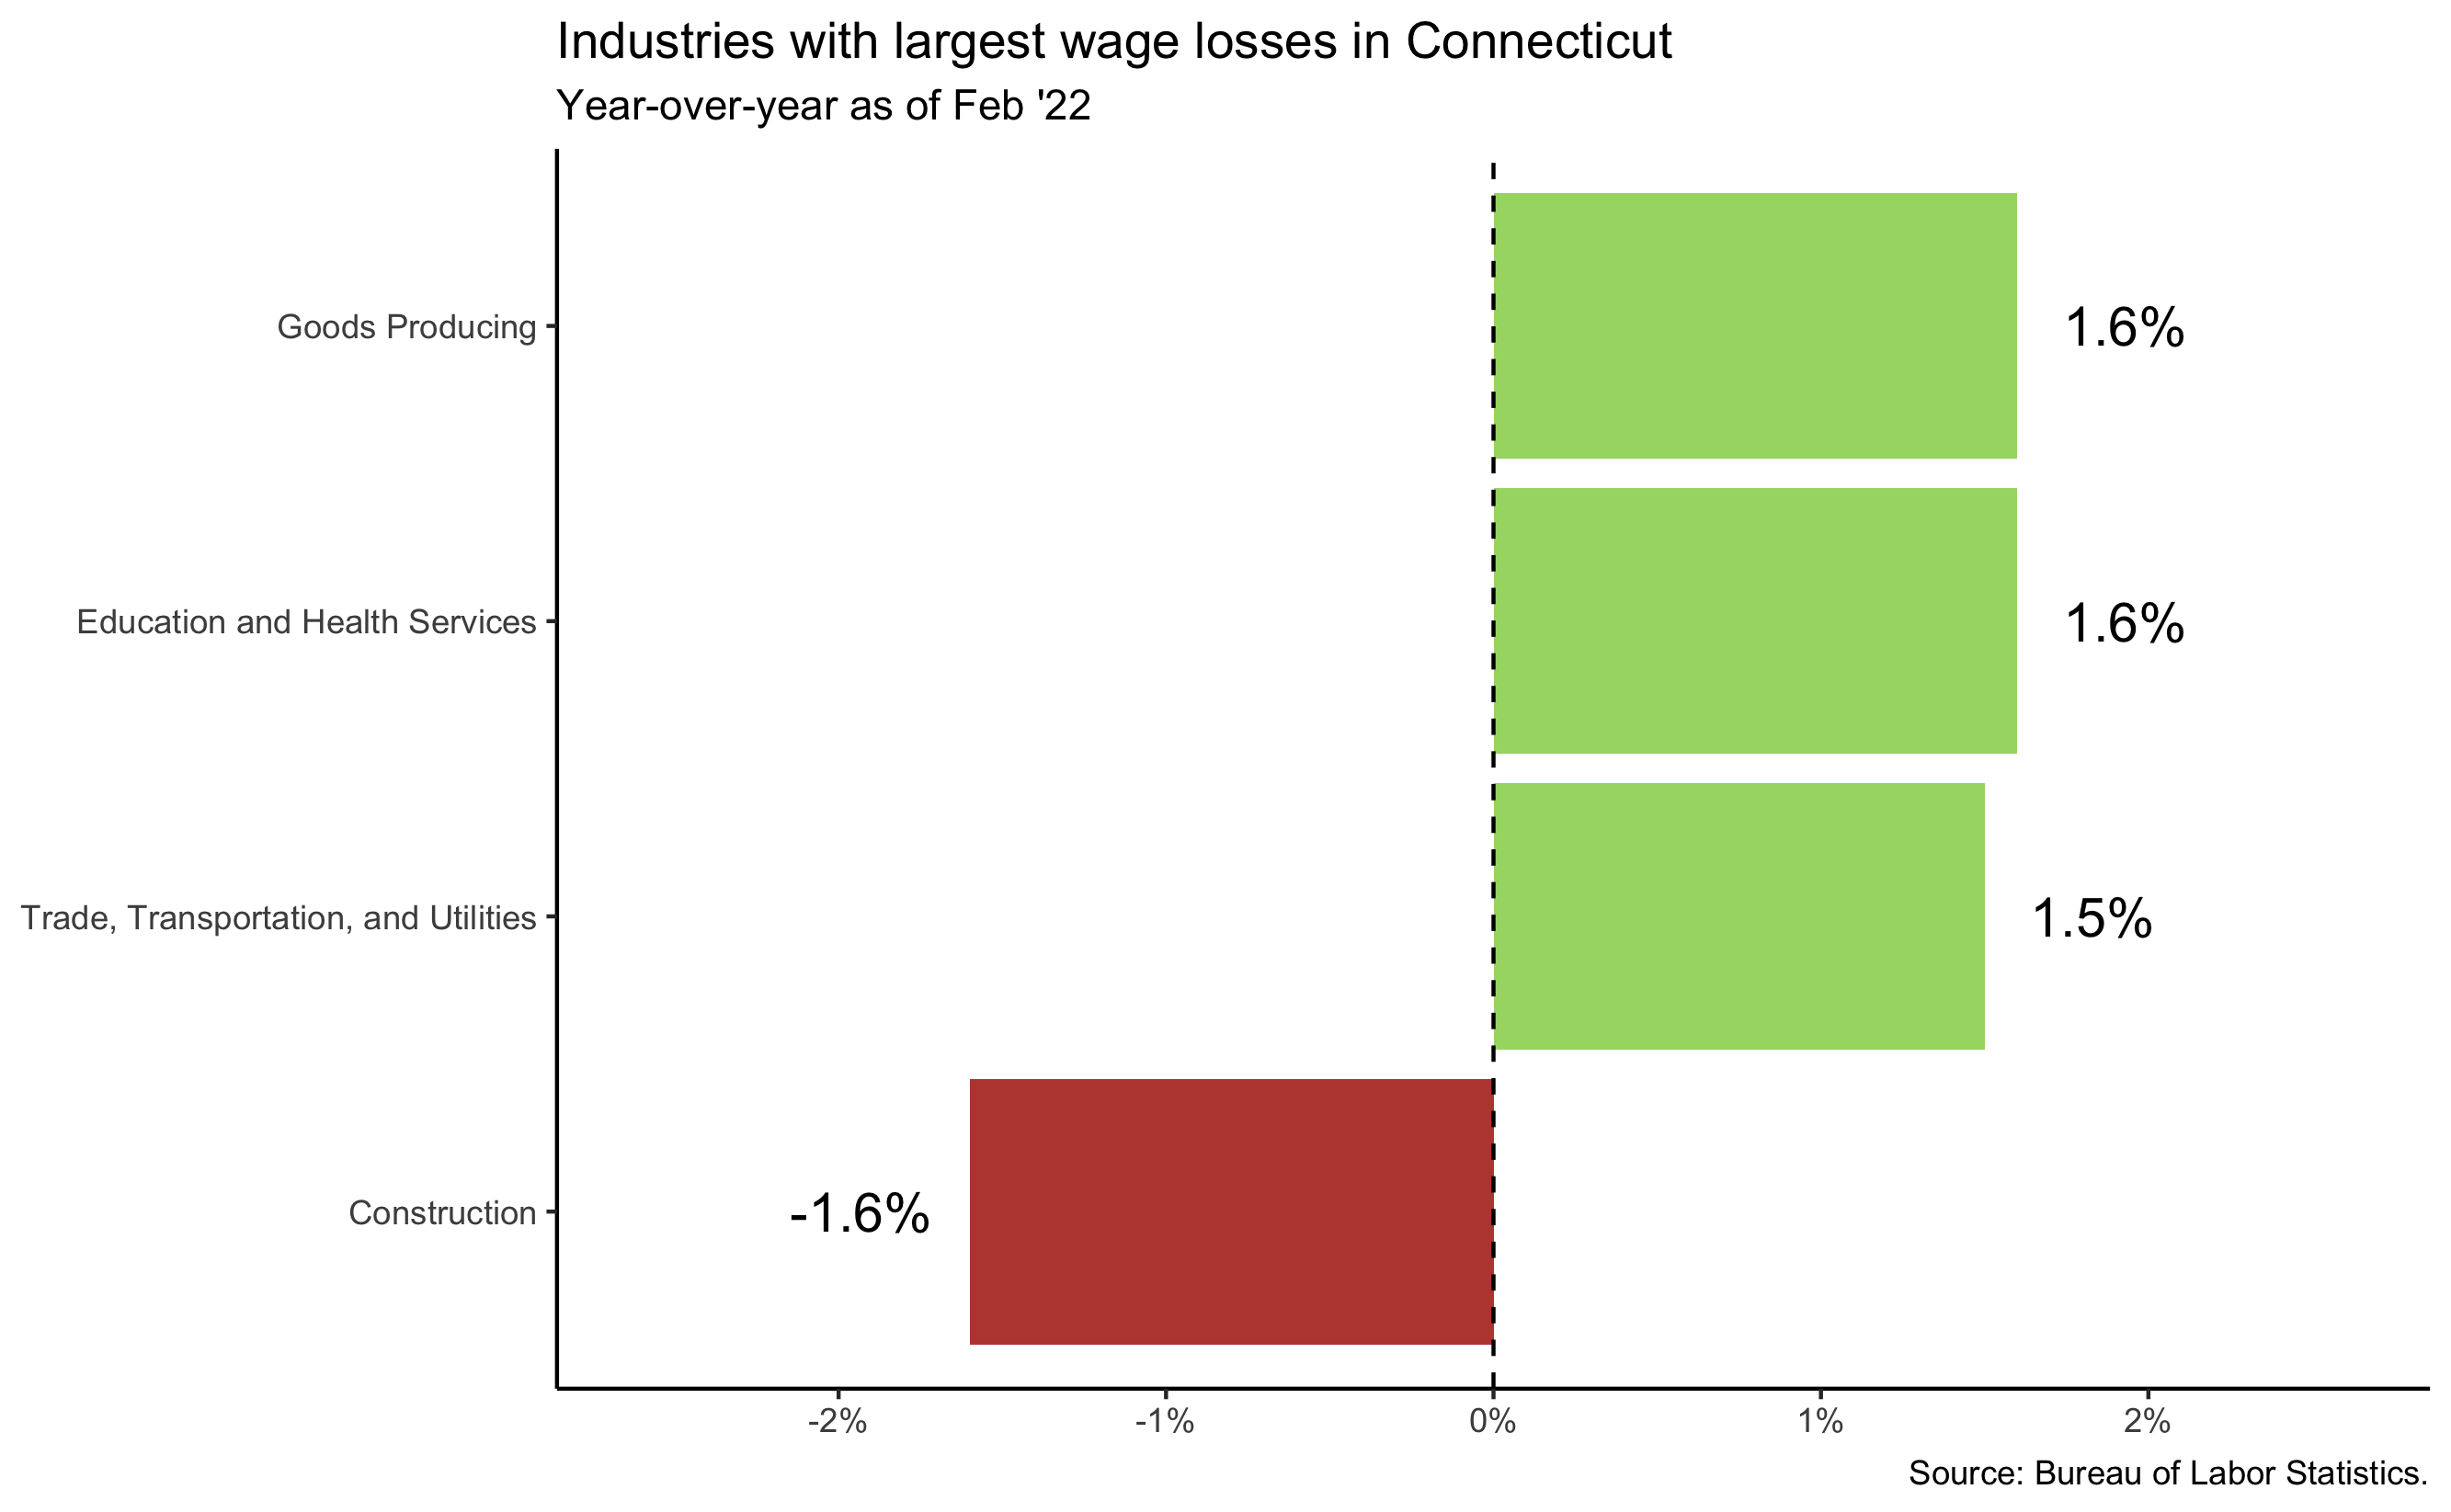 Industries with largest wage losses in Connecticut
Year-over-year as of Feb '22
Goods Producing
1.6%
Education and Health Services
1.6%
Trade, Transportation, and Utilities
1.5%
Construction
-1.6%
-2%
-1%
0%
1%
2%
Source: Bureau of Labor Statistics.